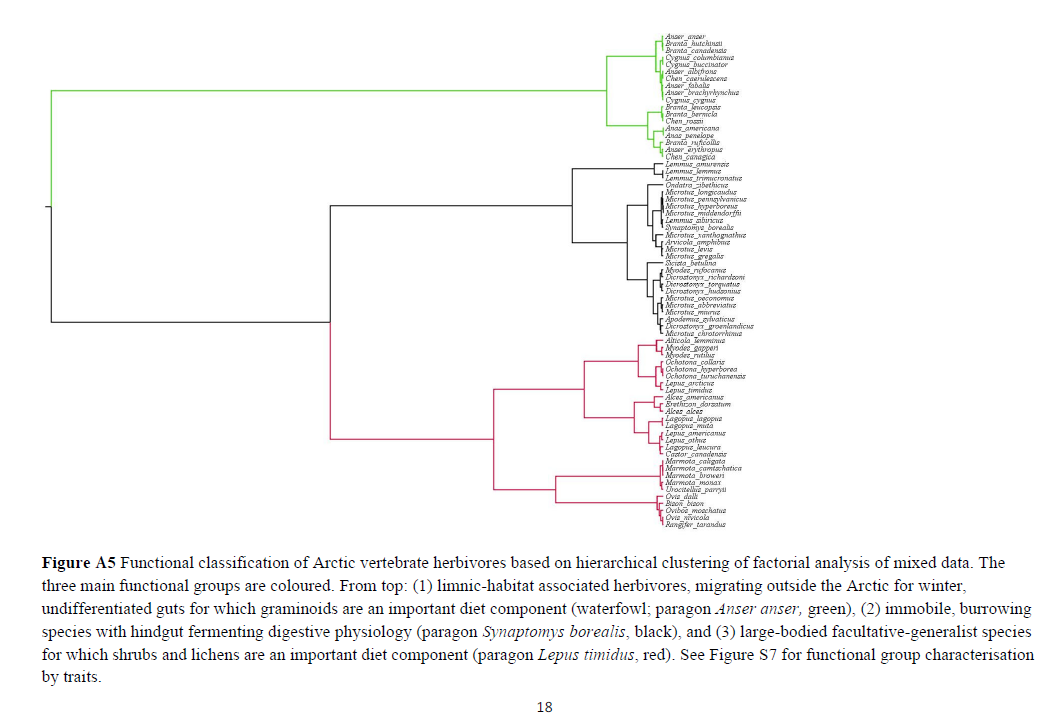 Anser_anser
Branta_hutchinsii
Branta_canadensis
Cygnus_columbianus
Cygnus_buccinator
Anser_albifrons
Chen_caerulescens
Anser_fabalis
Anser_brachyrhynchus
Cygnus_cygnus
Branta_leucopsis
Branta_bernicla
Chen_rossii
Anas_americana
Anas_penelope
Branta_ruficollis
Anser_erythropus
Chen_canagica
Lemmus_amurensis
Lemmus_lemmus
Lemmus_trimucronatus
Ondatra_zibethicus
Microtus_longicaudus
Microtus_pennsylvanicus
Microtus_hyperboreus
Microtus_middendorffii
Lemmus_sibiricus
Synaptomys_borealis
Microtus_xanthognathus
Arvicola_amphibius
Microtus_levis
Microtus_gregalis
Sicista_betulina
Myodes_rufocanus
Dicrostonyx_richardsoni
Dicrostonyx_torquatus
Dicrostonyx_hudsonius
Microtus_oeconomus
Microtus_abbreviatus
Microtus_miurus
Apodemus_sylvaticus
Dicrostonyx_groenlandicus
Microtus_chrotorrhinus
Alticola_lemminus
Myodes_gapperi
Myodes_rutilus
Ochotona_collaris
Ochotona_hyperborea
Ochotona_turuchanensis
Lepus_arcticus
Lepus_timidus
Alces_americanus
Erethizon_dorsatum
Alces_alces
Lagopus_lagopus
Lagopus_muta
Lepus_americanus
Lepus_othus
Lagopus_leucura
Castor_canadensis
Marmota_caligata
Marmota_camtschatica
Marmota_broweri
Marmota_monax
Urocitellus_parryii
Ovis_dalli
Bison_bison
Ovibos_moschatus
Ovis_nivicola
Rangifer_tarandus
Figure A5 Functional classification of Arctic vertebrate herbivores based on hierarchical clustering of factorial analysis of mixed data. The
three main functional groups are coloured. From top: (1) limnic-habitat associated herbivores, migrating outside the Arctic for winter,
undifferentiated guts for which graminoids are an important diet component (waterfowl; paragon Anser anser, green), (2) immobile, burrowing
species with hindgut fermenting digestive physiology (paragon Synaptomys borealis, black), and (3) large-bodied facultative-generalist species
for which shrubs and lichens are an important diet component (paragon Lepus timidus, red). See Figure S7 for functional group characterisation
by traits.
18